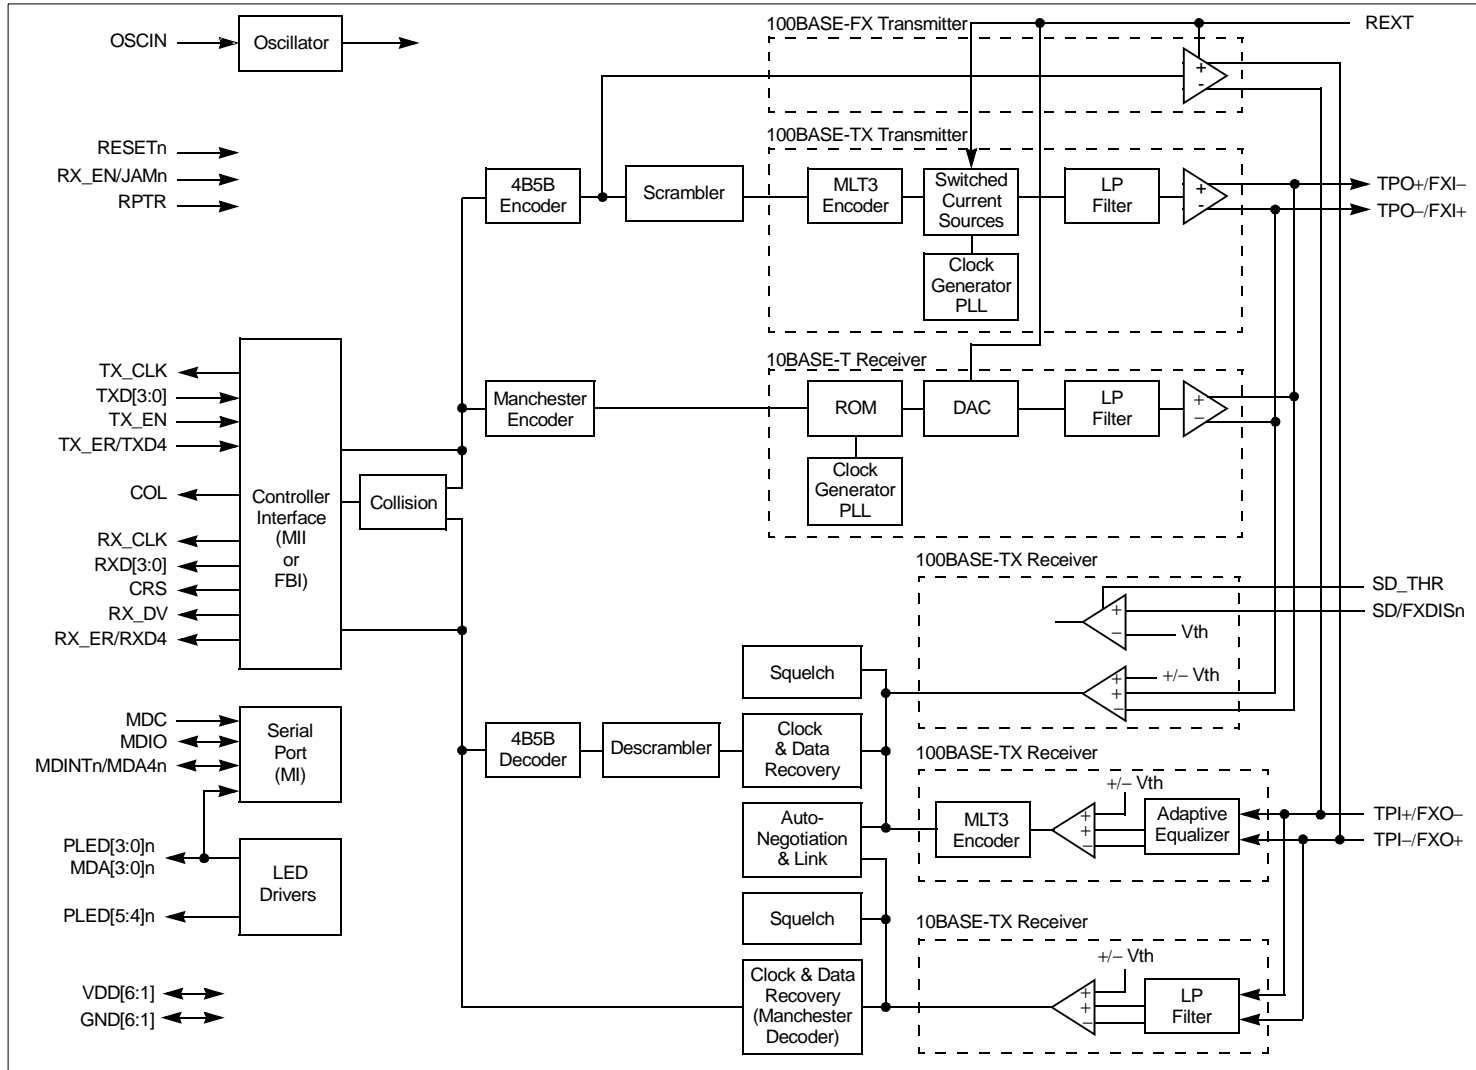 100BASE-FX Transmitter
REXT
OSCIN
Oscillator
+
-
RESETn
RX_EN/JAMn
RPTR
100BASE-TX Transmitter
4B5B
Encoder
Scrambler
MLT3
Encoder
Switched
Current
Sources
LP
Filter
+
-
TPO+/FXI–
TPO–/FXI+
Clock
Generator
PLL
10BASE-T Receiver
Manchester
Encoder
ROM
DAC
LP
Filter
+
–
Clock
Generator
PLL
TX_CLK
TXD[3:0]
TX_EN
TX_ER/TXD4
COL
RX_CLK
RXD[3:0]
CRS
RX_DV
RX_ER/RXD4
Controller
Interface
(MII
or
FBI)
Collision
100BASE-TX Receiver
SD_THR
SD/FXDISn
+
–
Vth
+/– Vth
+
+
–
Squelch
MDC
MDIO
MDINTn/MDA4n
Serial
Port
(MI)
4B5B
Decoder
Descrambler
Clock
& Data
Recovery
100BASE-TX Receiver
+/– Vth
MLT3
Encoder
+
+
–
Adaptive
Equalizer
TPI+/FXO–
TPI–/FXO+
Auto-
Negotiation
& Link
PLED[3:0]n
MDA[3:0]n
PLED[5:4]n
LED
Drivers
Squelch
10BASE-TX Receiver
+/– Vth
Clock & Data
Recovery
(Manchester
Decoder)
+
+
–
LP
Filter
VDD[6:1]
GND[6:1]